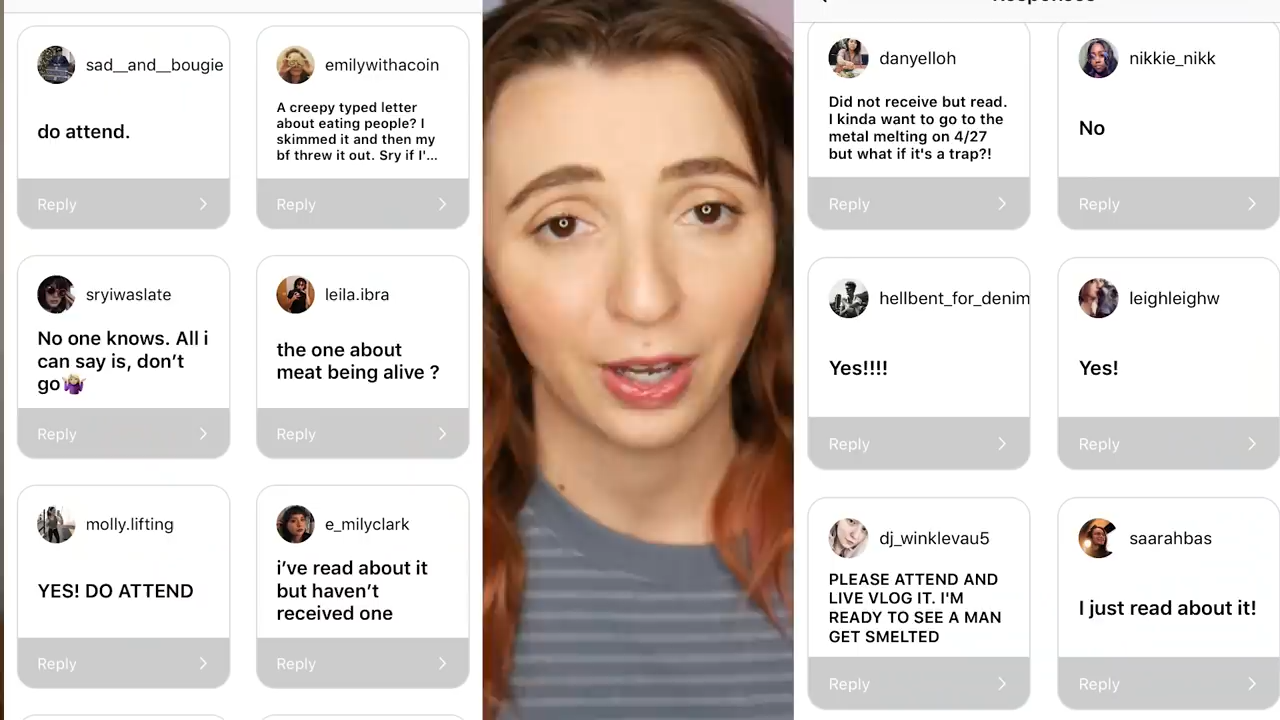 Responses
sad__and__bougie
do attend.
Reply
emilywithacoin
A creepy typed letter
about eating people? I
skimmed it and then my
bf threw it out. Sry if I'...
Reply
sryiwaslate
No one knows. All i
can say is, don't
go🤷🏻‍♀️
Reply
leila.ibra
the one about
meat being alive ?
Reply
molly.lifting
YES! DO ATTEND
Reply
e_milyclark
i've read about it
but haven't
received one
Reply
danyelloh
Did not receive but read.
I kinda want to go to the
metal melting on 4/27
but what if it's a trap?!
Reply
nikkie_nikk
No
Reply
hellbent_for_denim
Yes!!!!
Reply
leighleighw
Yes!
Reply
dj_winklevau5
PLEASE ATTEND AND
LIVE VLOG IT. I'M
READY TO SEE A MAN
GET SMELTED
Reply
saarahbas
I just read about it!
Reply